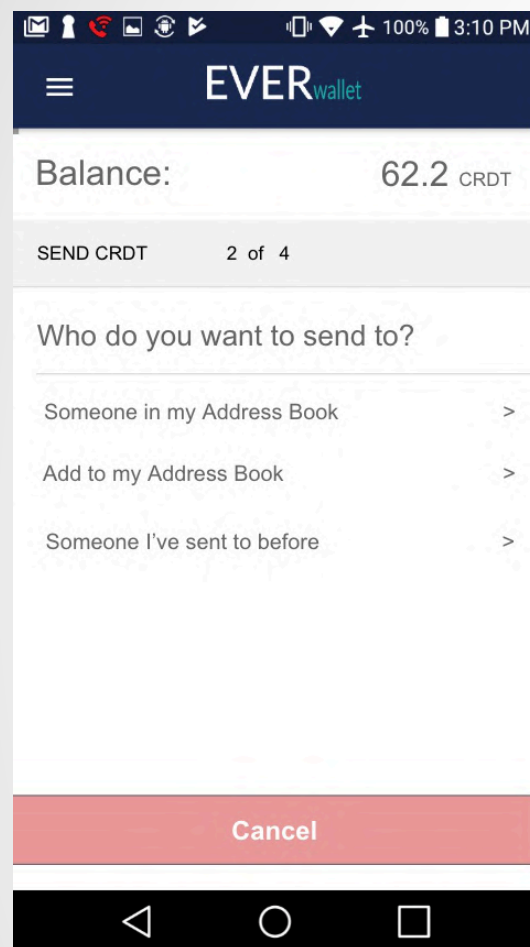 100% 3:10 PM
EVERwallet
Balance: 62.2 CRDT
SEND CRDT 2 of 4
Who do you want to send to?
Someone in my Address Book >
Add to my Address Book >
Someone I've sent to before >
Cancel